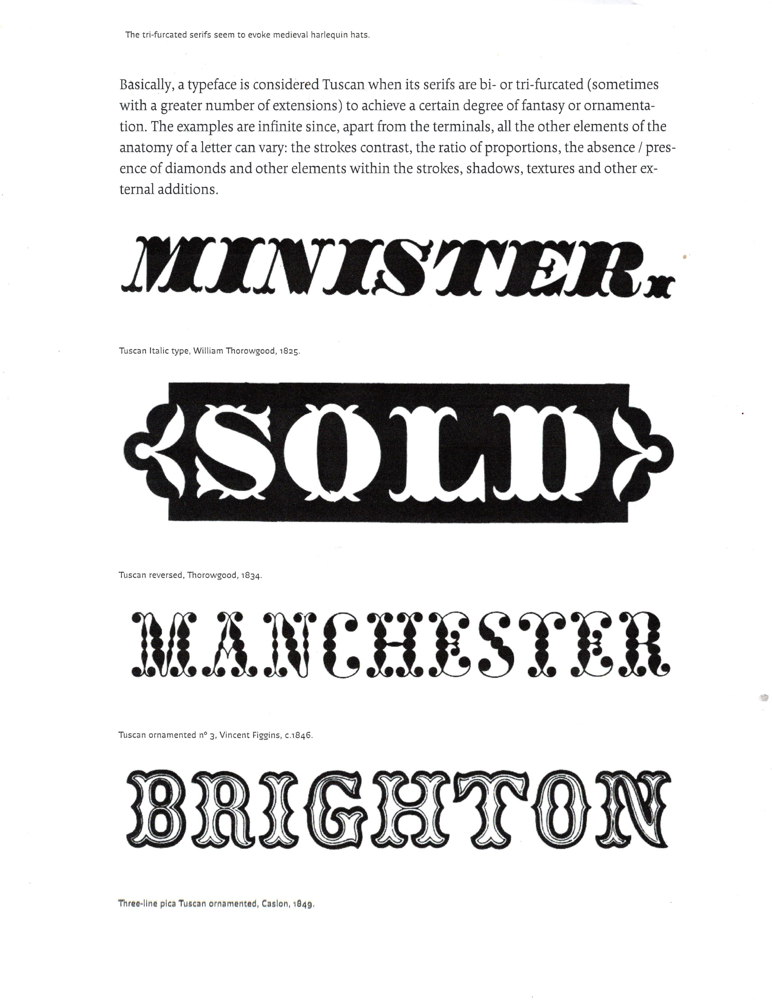 The tri-furcated serifs seem to evoke medieval harlequin hats.
Basically, a typeface is considered Tuscan when its serifs are bi- or tri-furcated (sometimes
with a greater number of extensions) to achieve a certain degree of fantasy or ornamenta-
tion. The examples are infinite since, apart from the terminals, all the other elements of the
anatomy of a letter can vary: the strokes contrast, the ratio of proportions, the absence / pres-
ence of diamonds and other elements within the strokes, shadows, textures and other ex-
ternal additions.
MINISTER.x
Tuscan Italic type, William Thorowgood, 1825.
SOLD
Tuscan reversed, Thorowgood, 1834.
MANCHESTER
Tuscan ornamented nº 3, Vincent Figgins, c.1846.
BRIGHTON
Three-line pica Tuscan ornamented, Caslon, 1849.